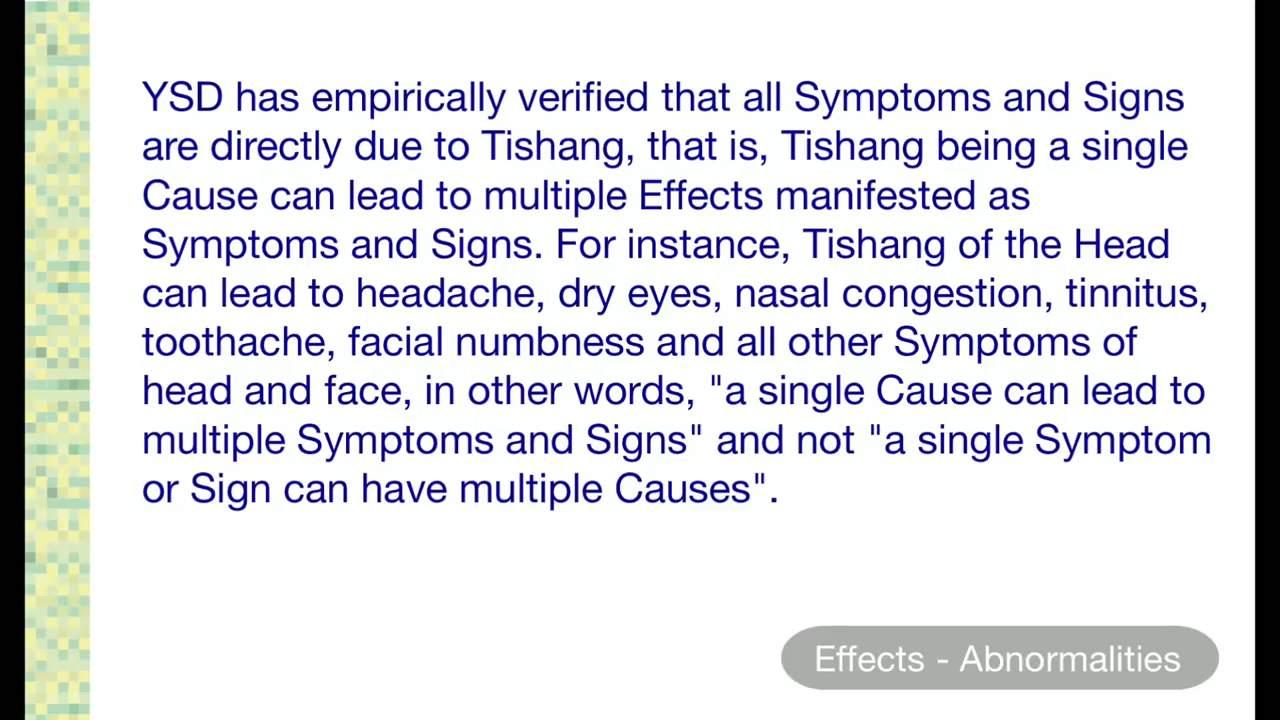 YSD has empirically verified that all Symptoms and Signs
are directly due to Tishang, that is, Tishang being a single
Cause can lead to multiple Effects manifested as
Symptoms and Signs. For instance, Tishang of the Head
can lead to headache, dry eyes, nasal congestion, tinnitus,
toothache, facial numbness and all other Symptoms of
head and face, in other words, "a single Cause can lead to
multiple Symptoms and Signs" and not "a single Symptom
or Sign can have multiple Causes".
Effects - Abnormalities